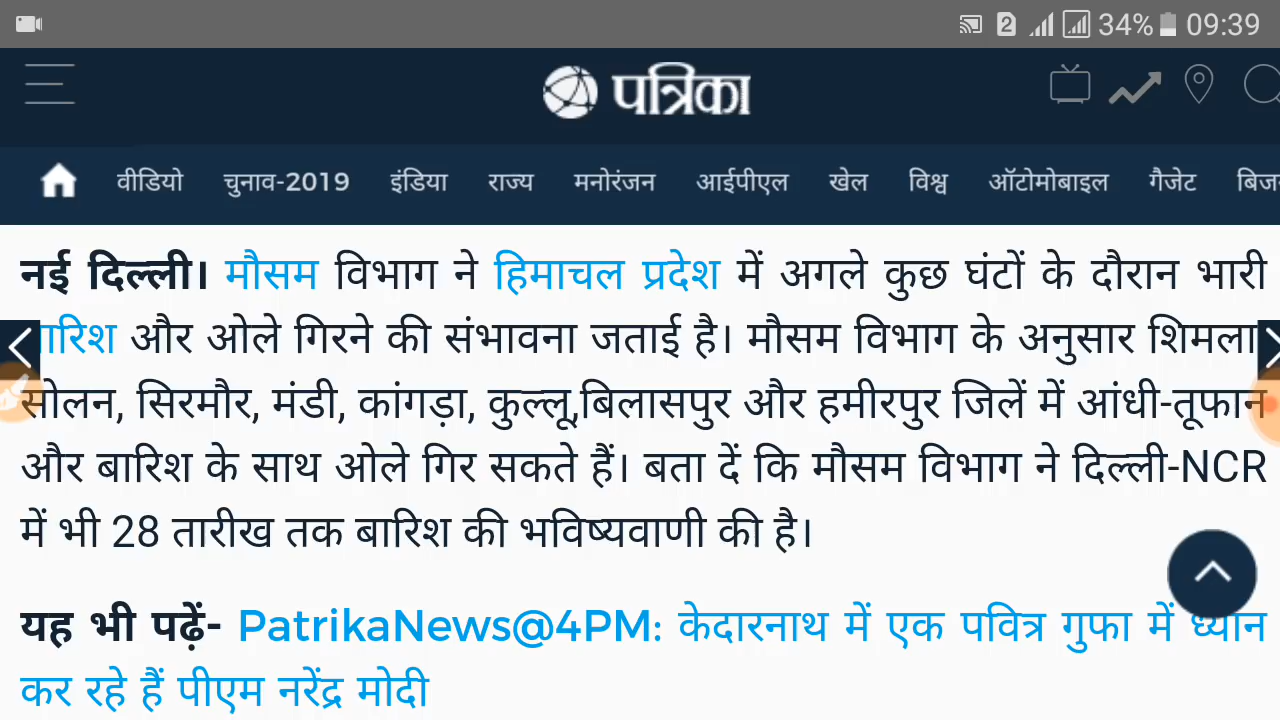 2 34% 09:39
पत्रिका
वीडियो चुनाव-2019 इंडिया राज्य मनोरंजन आईपीएल खेल विश्व ऑटोमोबाइल गैजेट
नई दिल्ली। मौसम विभाग ने हिमाचल प्रदेश में अगले कुछ घंटों के दौरान भारी
और ओले गिरने की संभावना जताई है। मौसम विभाग के अनुसार शिमला
सोलन, सिरमौर, मंडी, कांगड़ा, कुल्लू,बिलासपुर और हमीरपुर जिलें में आंधी-तूफान
और बारिश के साथ ओले गिर सकते हैं। बता दें कि मौसम विभाग ने दिल्ली-NCR
में भी 28 तारीख तक बारिश की भविष्यवाणी की है।
यह भी पढ़ें- PatrikaNews@4PM: केदारनाथ में एक पवित्र गुफा में ध्यान
कर रहे हैं पीएम नरेंद्र मोदी